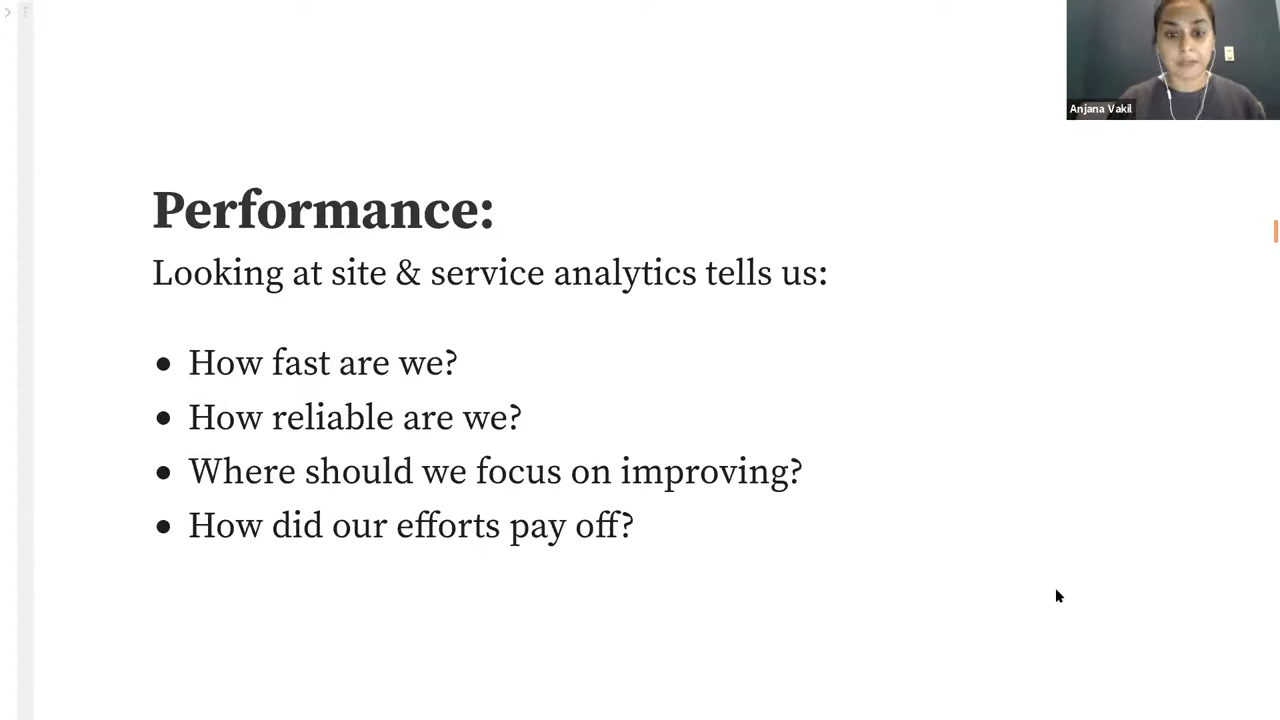 Anjana Vakil
Performance:
Looking at site & service analytics tells us:
• How fast are we?
• How reliable are we?
• Where should we focus on improving?
• How did our efforts pay off?